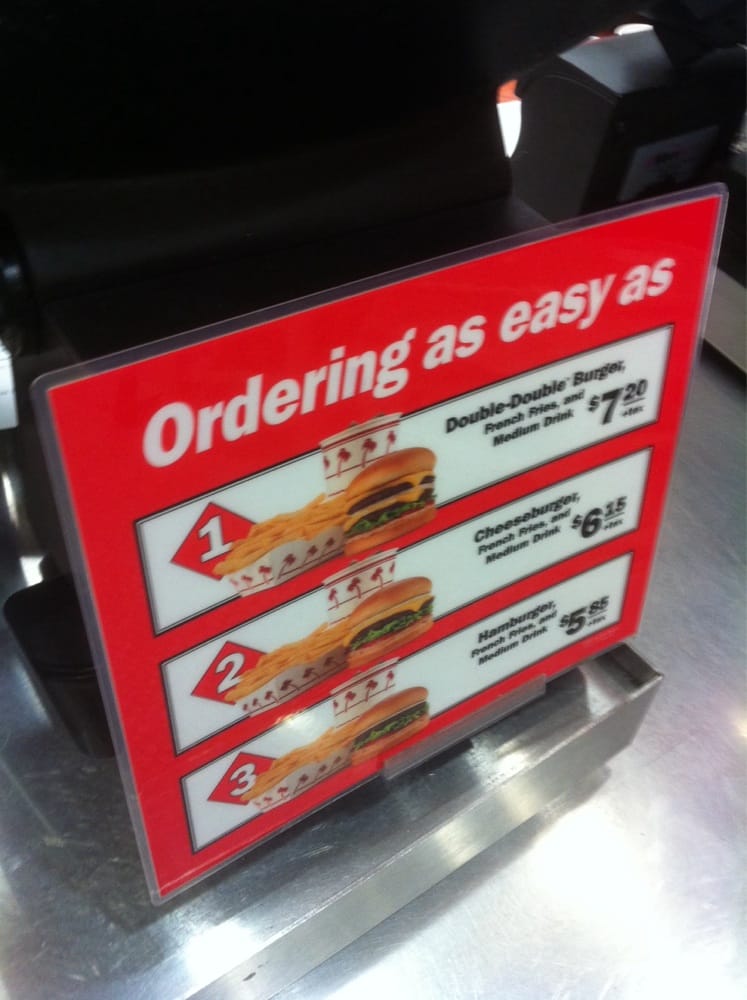 Ordering as easy as
1
Double-Double® Burger,
French Fries, and
Medium Drink
$7.20
+tax
2
Cheeseburger,
French Fries, and
Medium Drink
$6.15
+tax
3
Hamburger,
French Fries, and
Medium Drink
$5.85
+tax